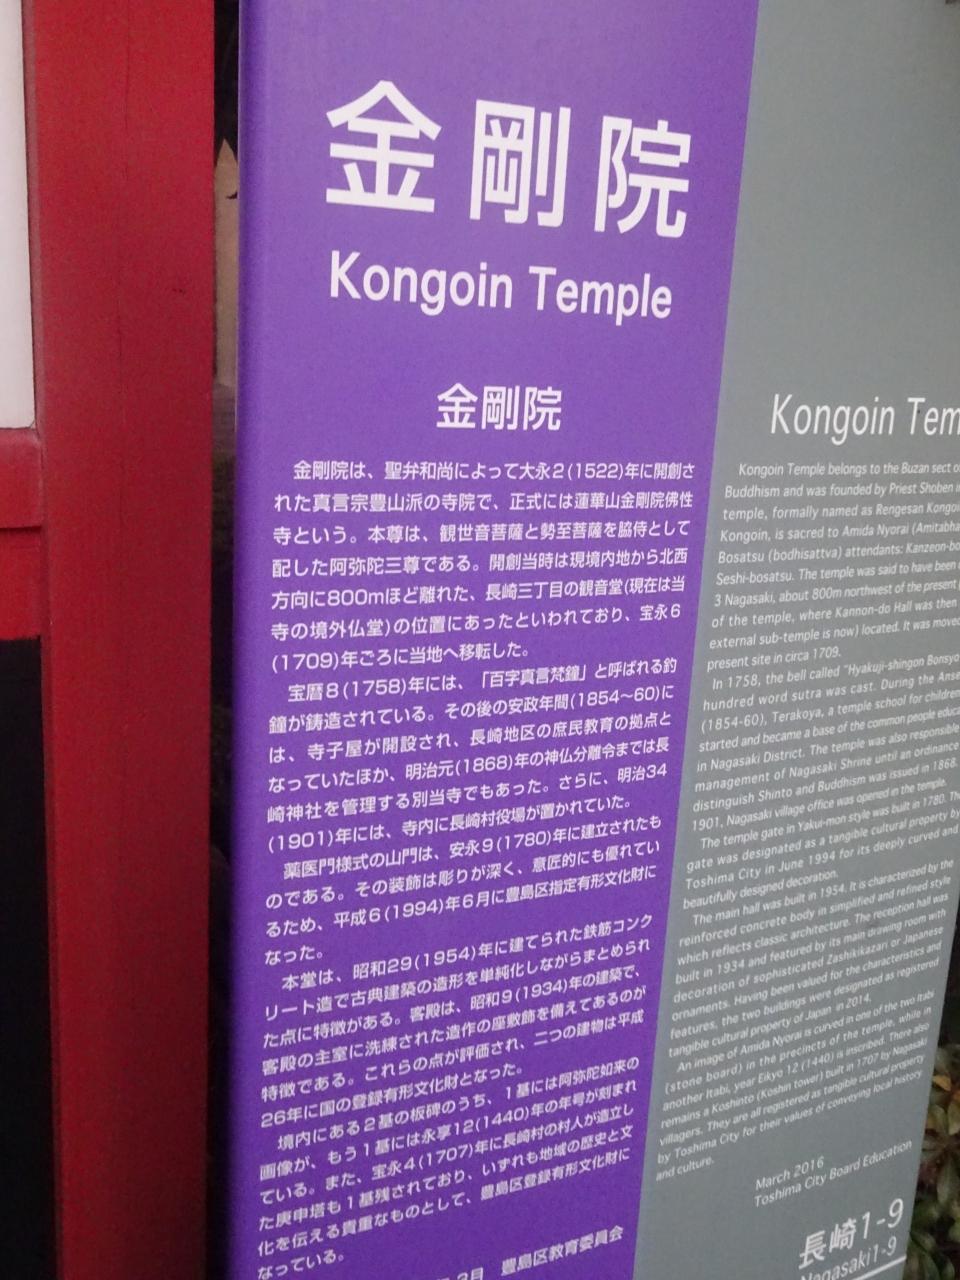 金剛院
Kongoin Temple
金剛院
金剛院は、聖弁和尚によって大永2(1522)年に開創さ
れた真言宗豊山派の寺院で、正式には蓮華山金剛院佛性
寺という。本尊は、観世音菩薩と勢至菩薩を脇侍として
配した阿弥陀三尊である。開創当時は現境内地から北西
方向に800mほど離れた、長崎三丁目の観音堂(現在は当
寺の境外仏堂)の位置にあったといわれており、宝永6
(1709)年ごろに当地へ移転した。
宝暦8(1758)年には、「百字真言梵鐘」と呼ばれる釣
鐘が鋳造されている。その後の安政年間(1854〜60)に
は、寺子屋が開設され、長崎地区の庶民教育の拠点と
なっていたほか、明治元(1868)年の神仏分離令までは長
崎神社を管理する別当寺でもあった。さらに、明治34
(1901)年には、寺内に長崎村役場が置かれていた。
薬医門様式の山門は、安永9(1780)年に建立されたも
のである。その装飾は彫りが深く、意匠的にも優れてい
るため、平成6(1994)年6月に豊島区指定有形文化財に
なった。
本堂は、昭和29(1954)年に建てられた鉄筋コンク
リート造で古典建築の造形を単純化しながらまとめられ
た点に特徴がある。客殿は、昭和9(1934)年の建築で、
客殿の主室に洗練された造作の座敷飾を備えてあるのが
特徴である。これらの点が評価され、二つの建物は平成
26年に国の登録有形文化財となった。
境内にある2基の板碑のうち、1基には阿弥陀如来の
画像が、もう1基には永享12(1440)年の年号が刻まれ
ている。また、宝永4(1707)年に長崎村の村人が造立し
た庚申塔も1基残されており、いずれも地域の歴史と文
化を伝える貴重なものとして、豊島区登録有形文化財に
なっている。
3月 豊島区教育委員会
Kongoin Tem
Kongoin Temple belongs to the Buzan sect o
Buddhism and was founded by Priest Shoben i
temple, formally named as Rengesan Kongo
Kongoin, is sacred to Amida Nyorai (Amitabha
Bosatsu (bodhisattva) attendants: Kanzeon-bo
Seshi-bosatsu. The temple was said to have been
3 Nagasaki, about 800m northwest of the present
of the temple, where Kannon-do Hall was then
external sub-temple is now) located. It was moved
present site in circa 1709.
In 1758, the bell called "Hyakuji-shingon Bonsyo
hundred word sutra was cast. During the Anse
(1854-60), Terakoya, a temple school for children
started and became a base of the common people educa
in Nagasaki District. The temple was also responsible
management of Nagasaki Shrine until an ordinance
distinguish Shinto and Buddhism was issued in 1868.
1901, Nagasaki village office was opened in the temple.
The temple gate in Yakui-mon style was built in 1780. Th
gate was designated as a tangible cultural property by
Toshima City in June 1994 for its deeply curved and
beautifully designed decoration.
The main hall was built in 1954. It is characterized by the
reinforced concrete body in simplified and refined style
which reflects classic architecture. The reception hall was
built in 1934 and featured by its main drawing room with
decoration of sophisticated Zashikikazari or Japanese
ornaments. Having been valued for the characteristics and
features, the two buildings were designated as registered
tangible cultural property of Japan in 2014.
An image of Amida Nyorai is curved in one of the two Itabi
(stone board) in the precincts of the temple, while in
another Itabi, year Eikyo 12 (1440) is inscribed. There also
remains a Koshinto (Koshin tower) built in 1707 by Nagasaki
villagers. They are all registered as tangible cultural property
by Toshima City for their values of conveying local history
and culture.
March 2016
Toshima City Board Education
長崎1-9
Nagasaki1-9